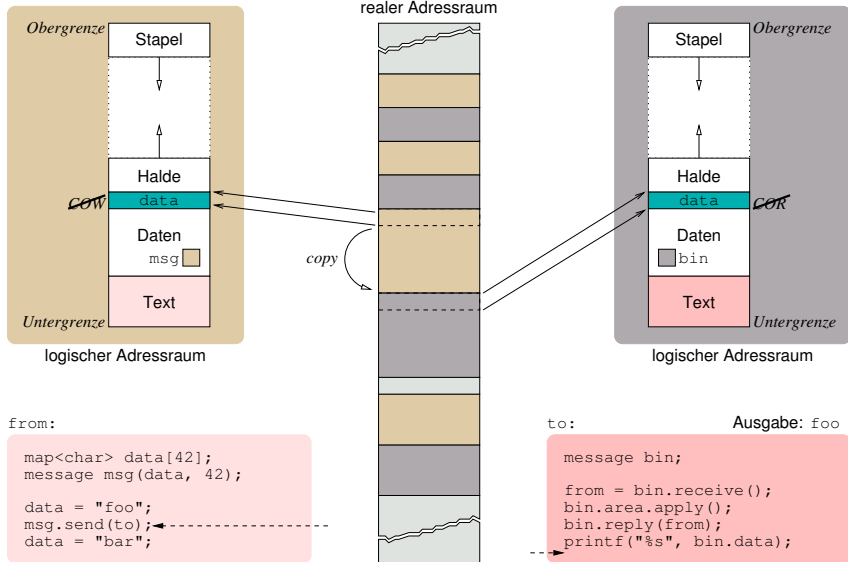 realer Adressraum
Obergrenze
Stapel
Halde
COW
data
Daten
msg
Text
Untergrenze
logischer Adressraum
copy
Stapel
Obergrenze
Halde
data
COR
Daten
bin
Text
Untergrenze
logischer Adressraum
from:
map<char> data[42];
message msg(data, 42);
data = "foo";
msg.send(to);
data = "bar";
to:
Ausgabe: foo
message bin;
from = bin.receive();
bin.area.apply();
bin.reply(from);
printf("%s", bin.data);